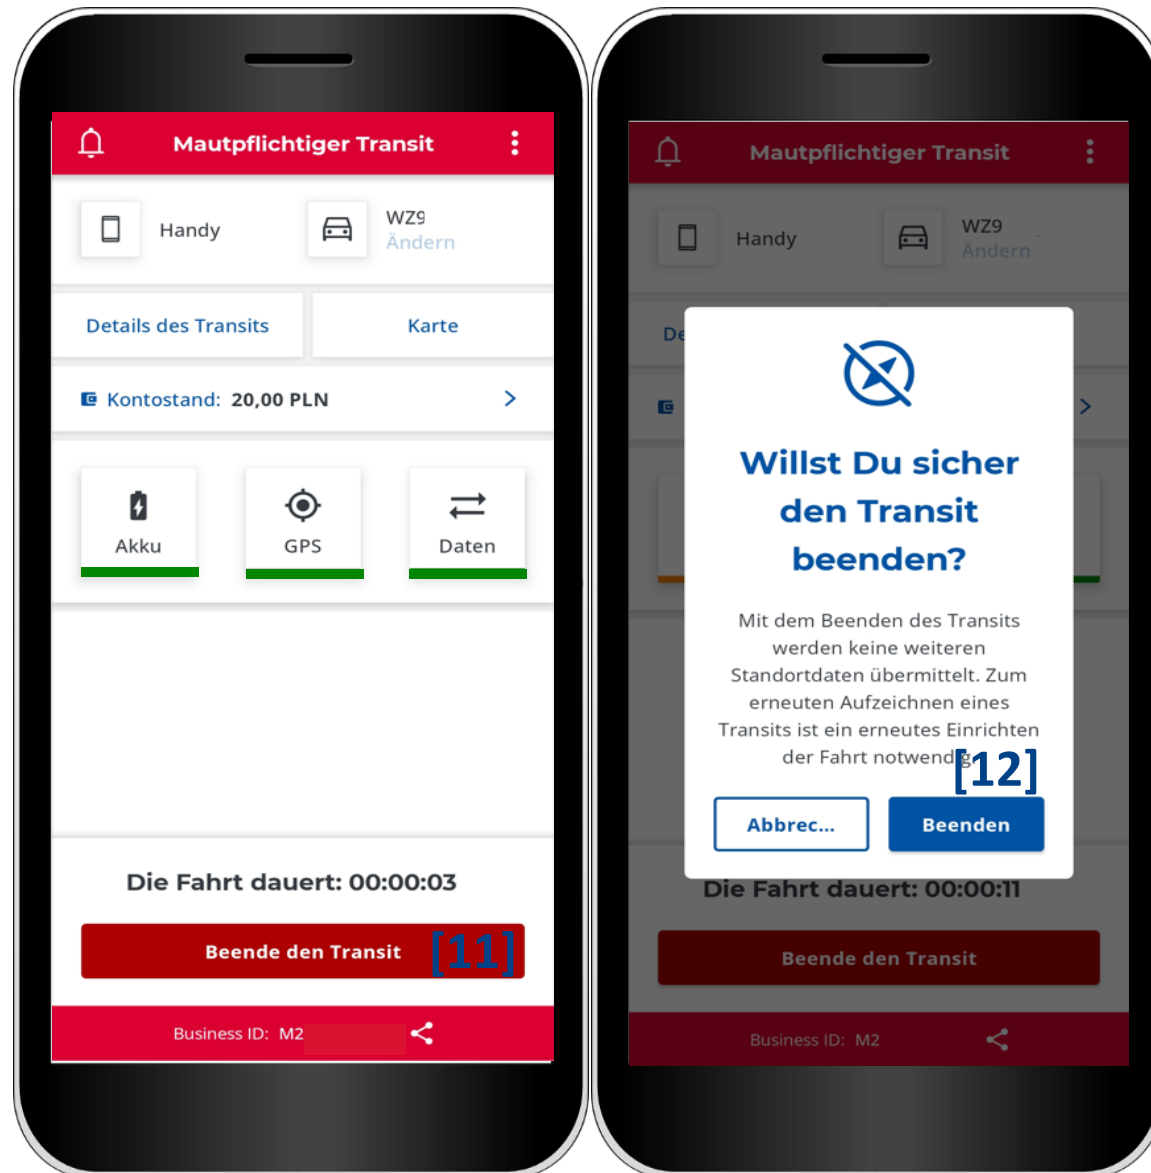 Mautpflichtiger Transit
Handy
WZ9
Ändern
Details des Transits
Karte
Kontostand: 20,00 PLN
Akku
GPS
Daten
Die Fahrt dauert: 00:00:03
Beende den Transit [11]
Business ID: M2
Mautpflichtiger Transit
Handy
WZ9
Ändern
De
Willst Du sicher
den Transit
beenden?
Mit dem Beenden des Transits
werden keine weiteren
Standortdaten übermittelt. Zum
erneuten Aufzeichnen eines
Transits ist ein erneutes Einrichten
der Fahrt notwendig.
[12]
Abbrec...
Beenden
Die Fahrt dauert: 00:00:11
Beende den Transit
Business ID: M2